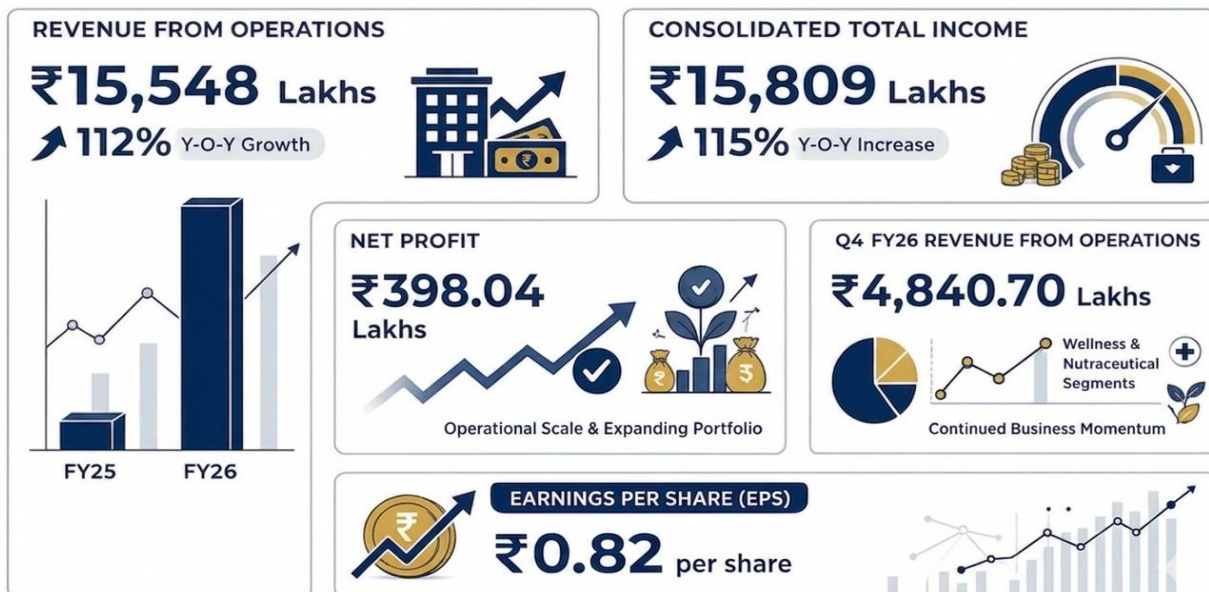 REVENUE FROM OPERATIONS
₹15,548 Lakhs
112% Y-O-Y Growth
₹
FY25
FY26
CONSOLIDATED TOTAL INCOME
₹15,809 Lakhs
115% Y-O-Y Increase
NET PROFIT
₹398.04
Lakhs
Operational Scale & Expanding Portfolio
Q4 FY26 REVENUE FROM OPERATIONS
₹4,840.70 Lakhs
Wellness &
Nutraceutical
Segments
Continued Business Momentum
₹
EARNINGS PER SHARE (EPS)
₹0.82 per share